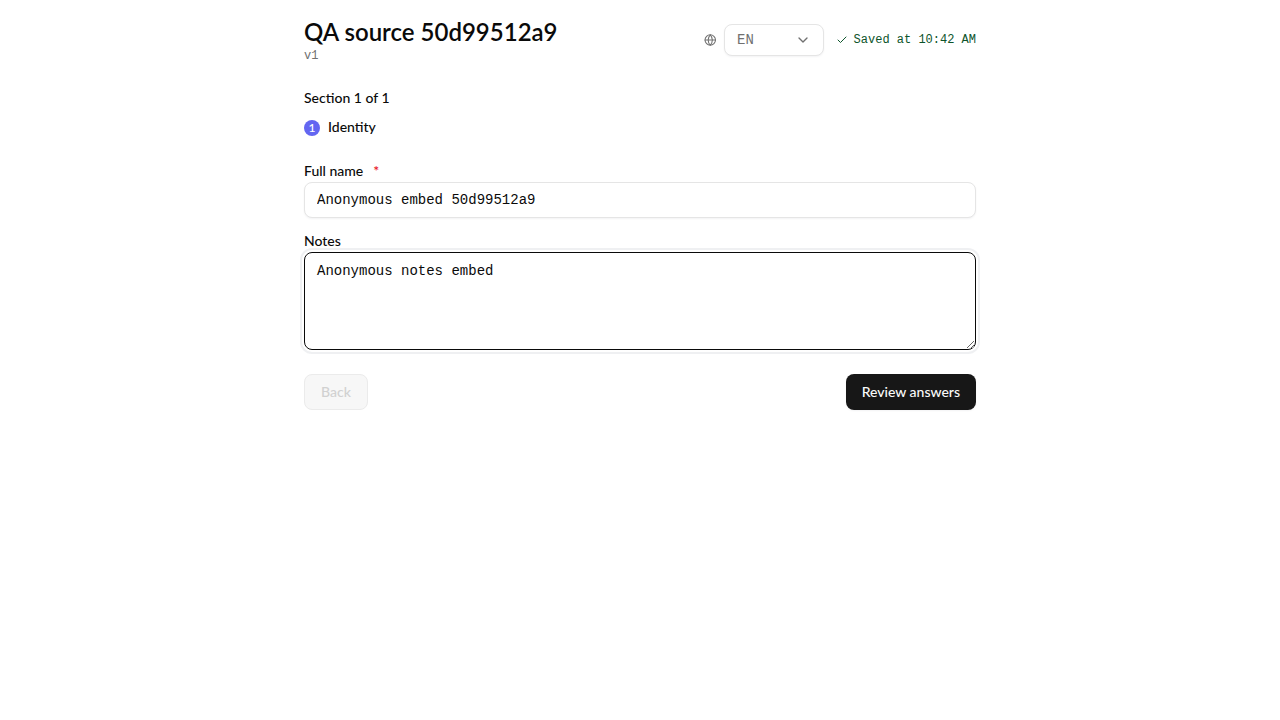 QA source 50d99512a9
v1
EN
Saved at 10:42 AM
Section 1 of 1
1 Identity
Full name *
Anonymous embed 50d99512a9
Notes
Anonymous notes embed
Back
Review answers